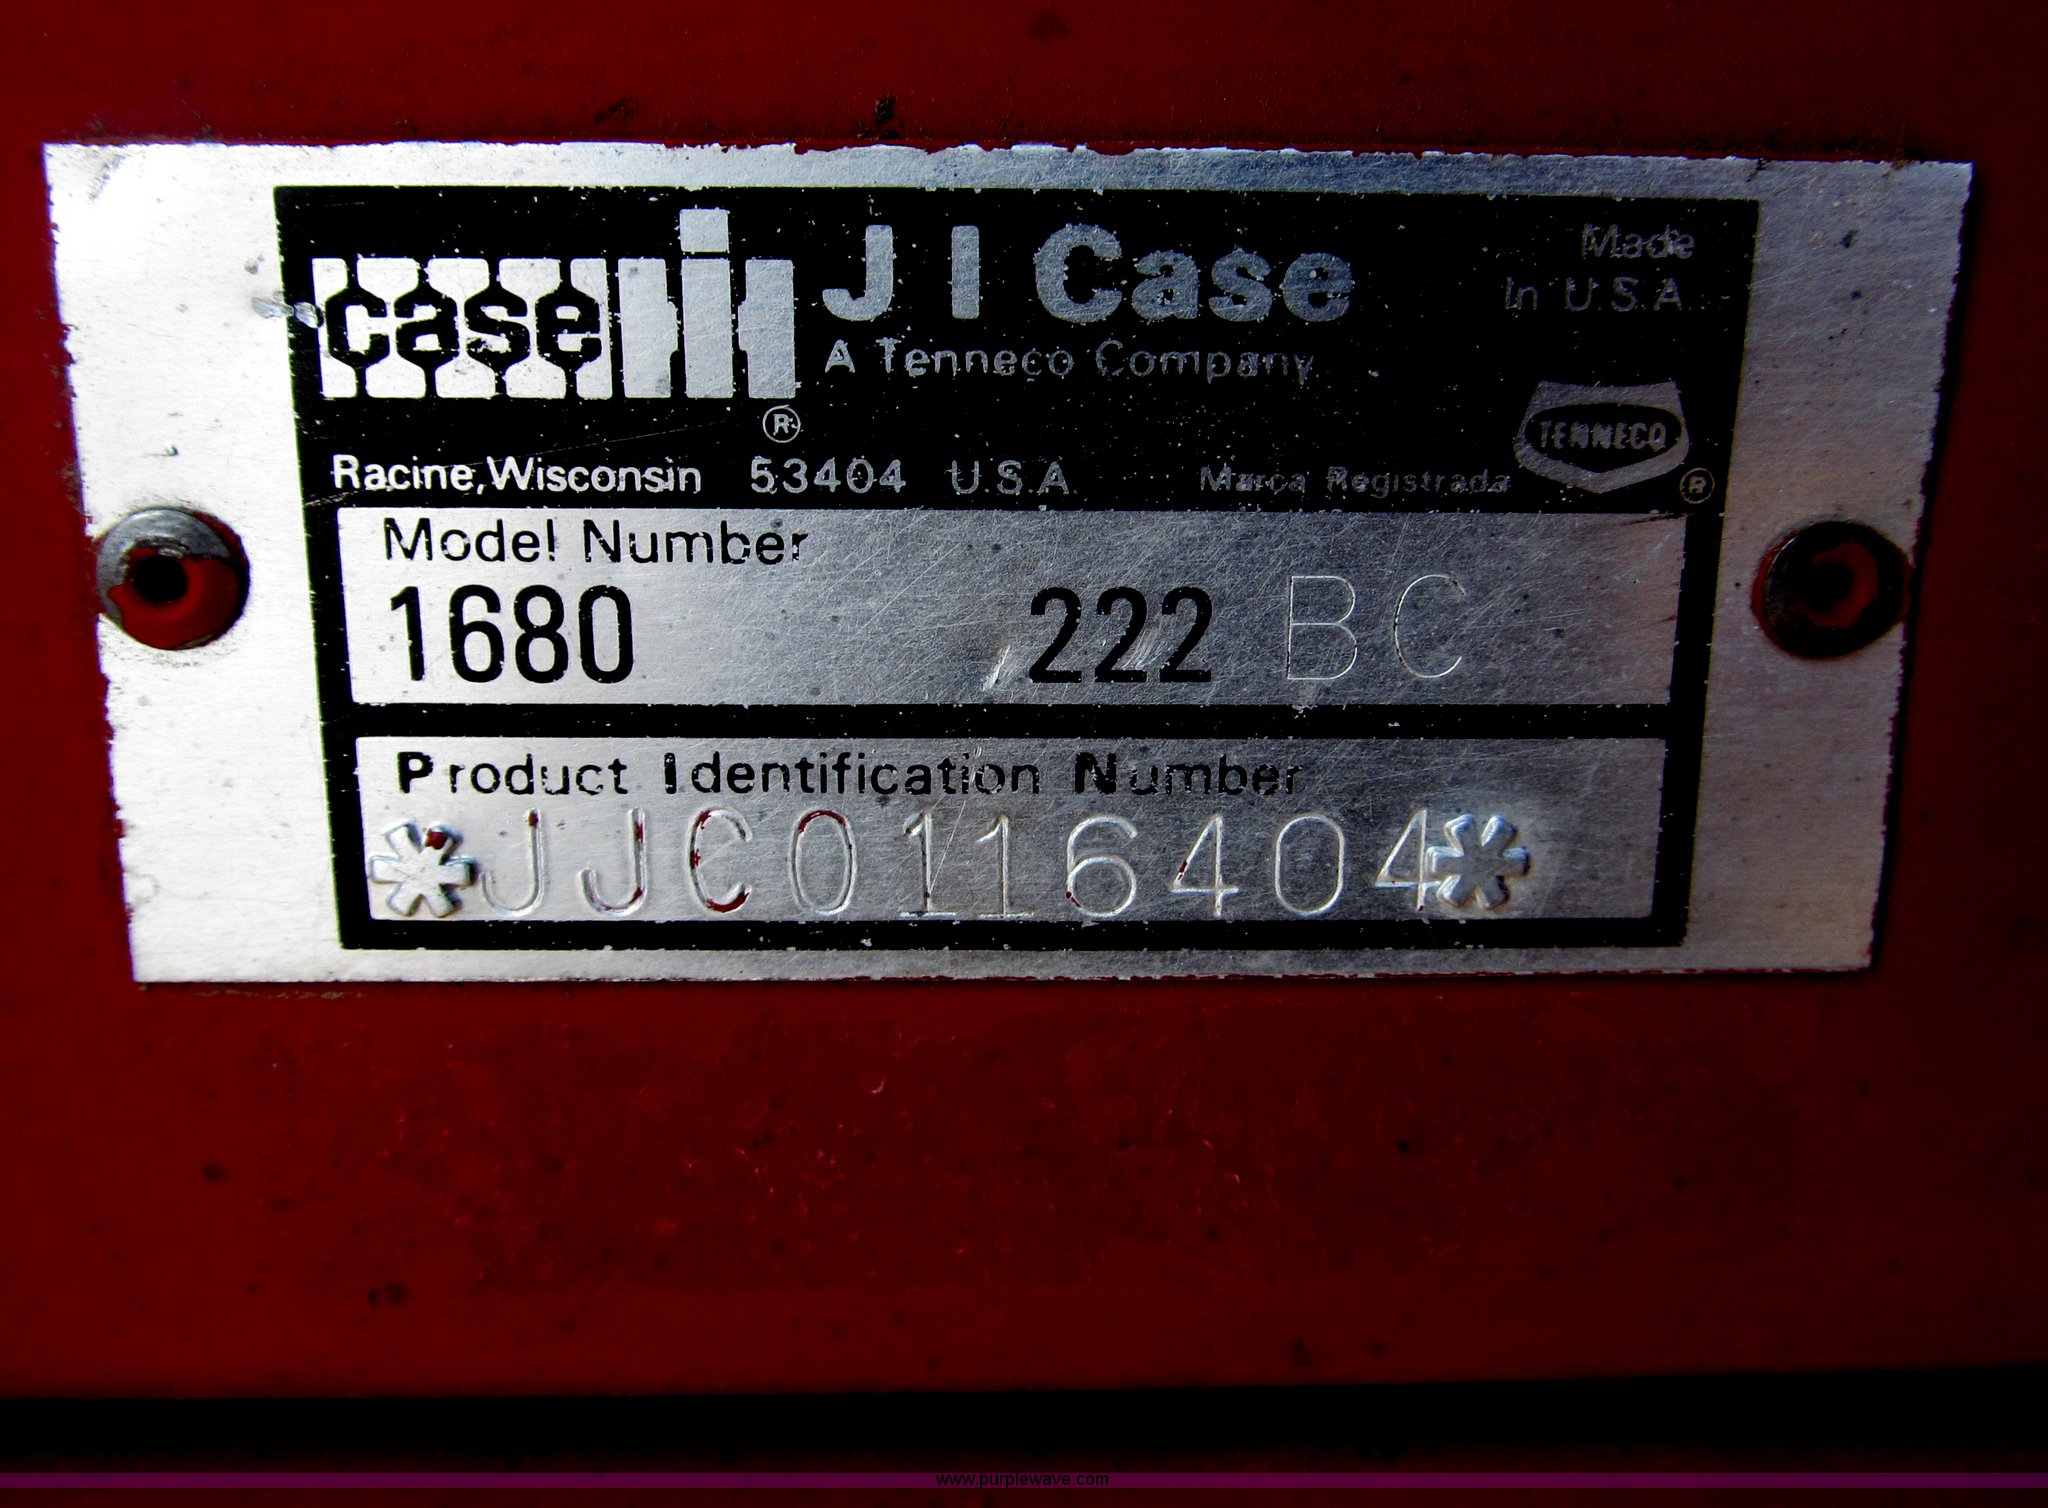 case IH
J I Case
Made
In U.S.A.
A Tenneco Company
TENNECO
®
®
Racine, Wisconsin 53404 U.S.A. Marca Registrada
Model Number
1680 222 BC
Product Identification Number
*JJC0116404*
www.purplewave.com